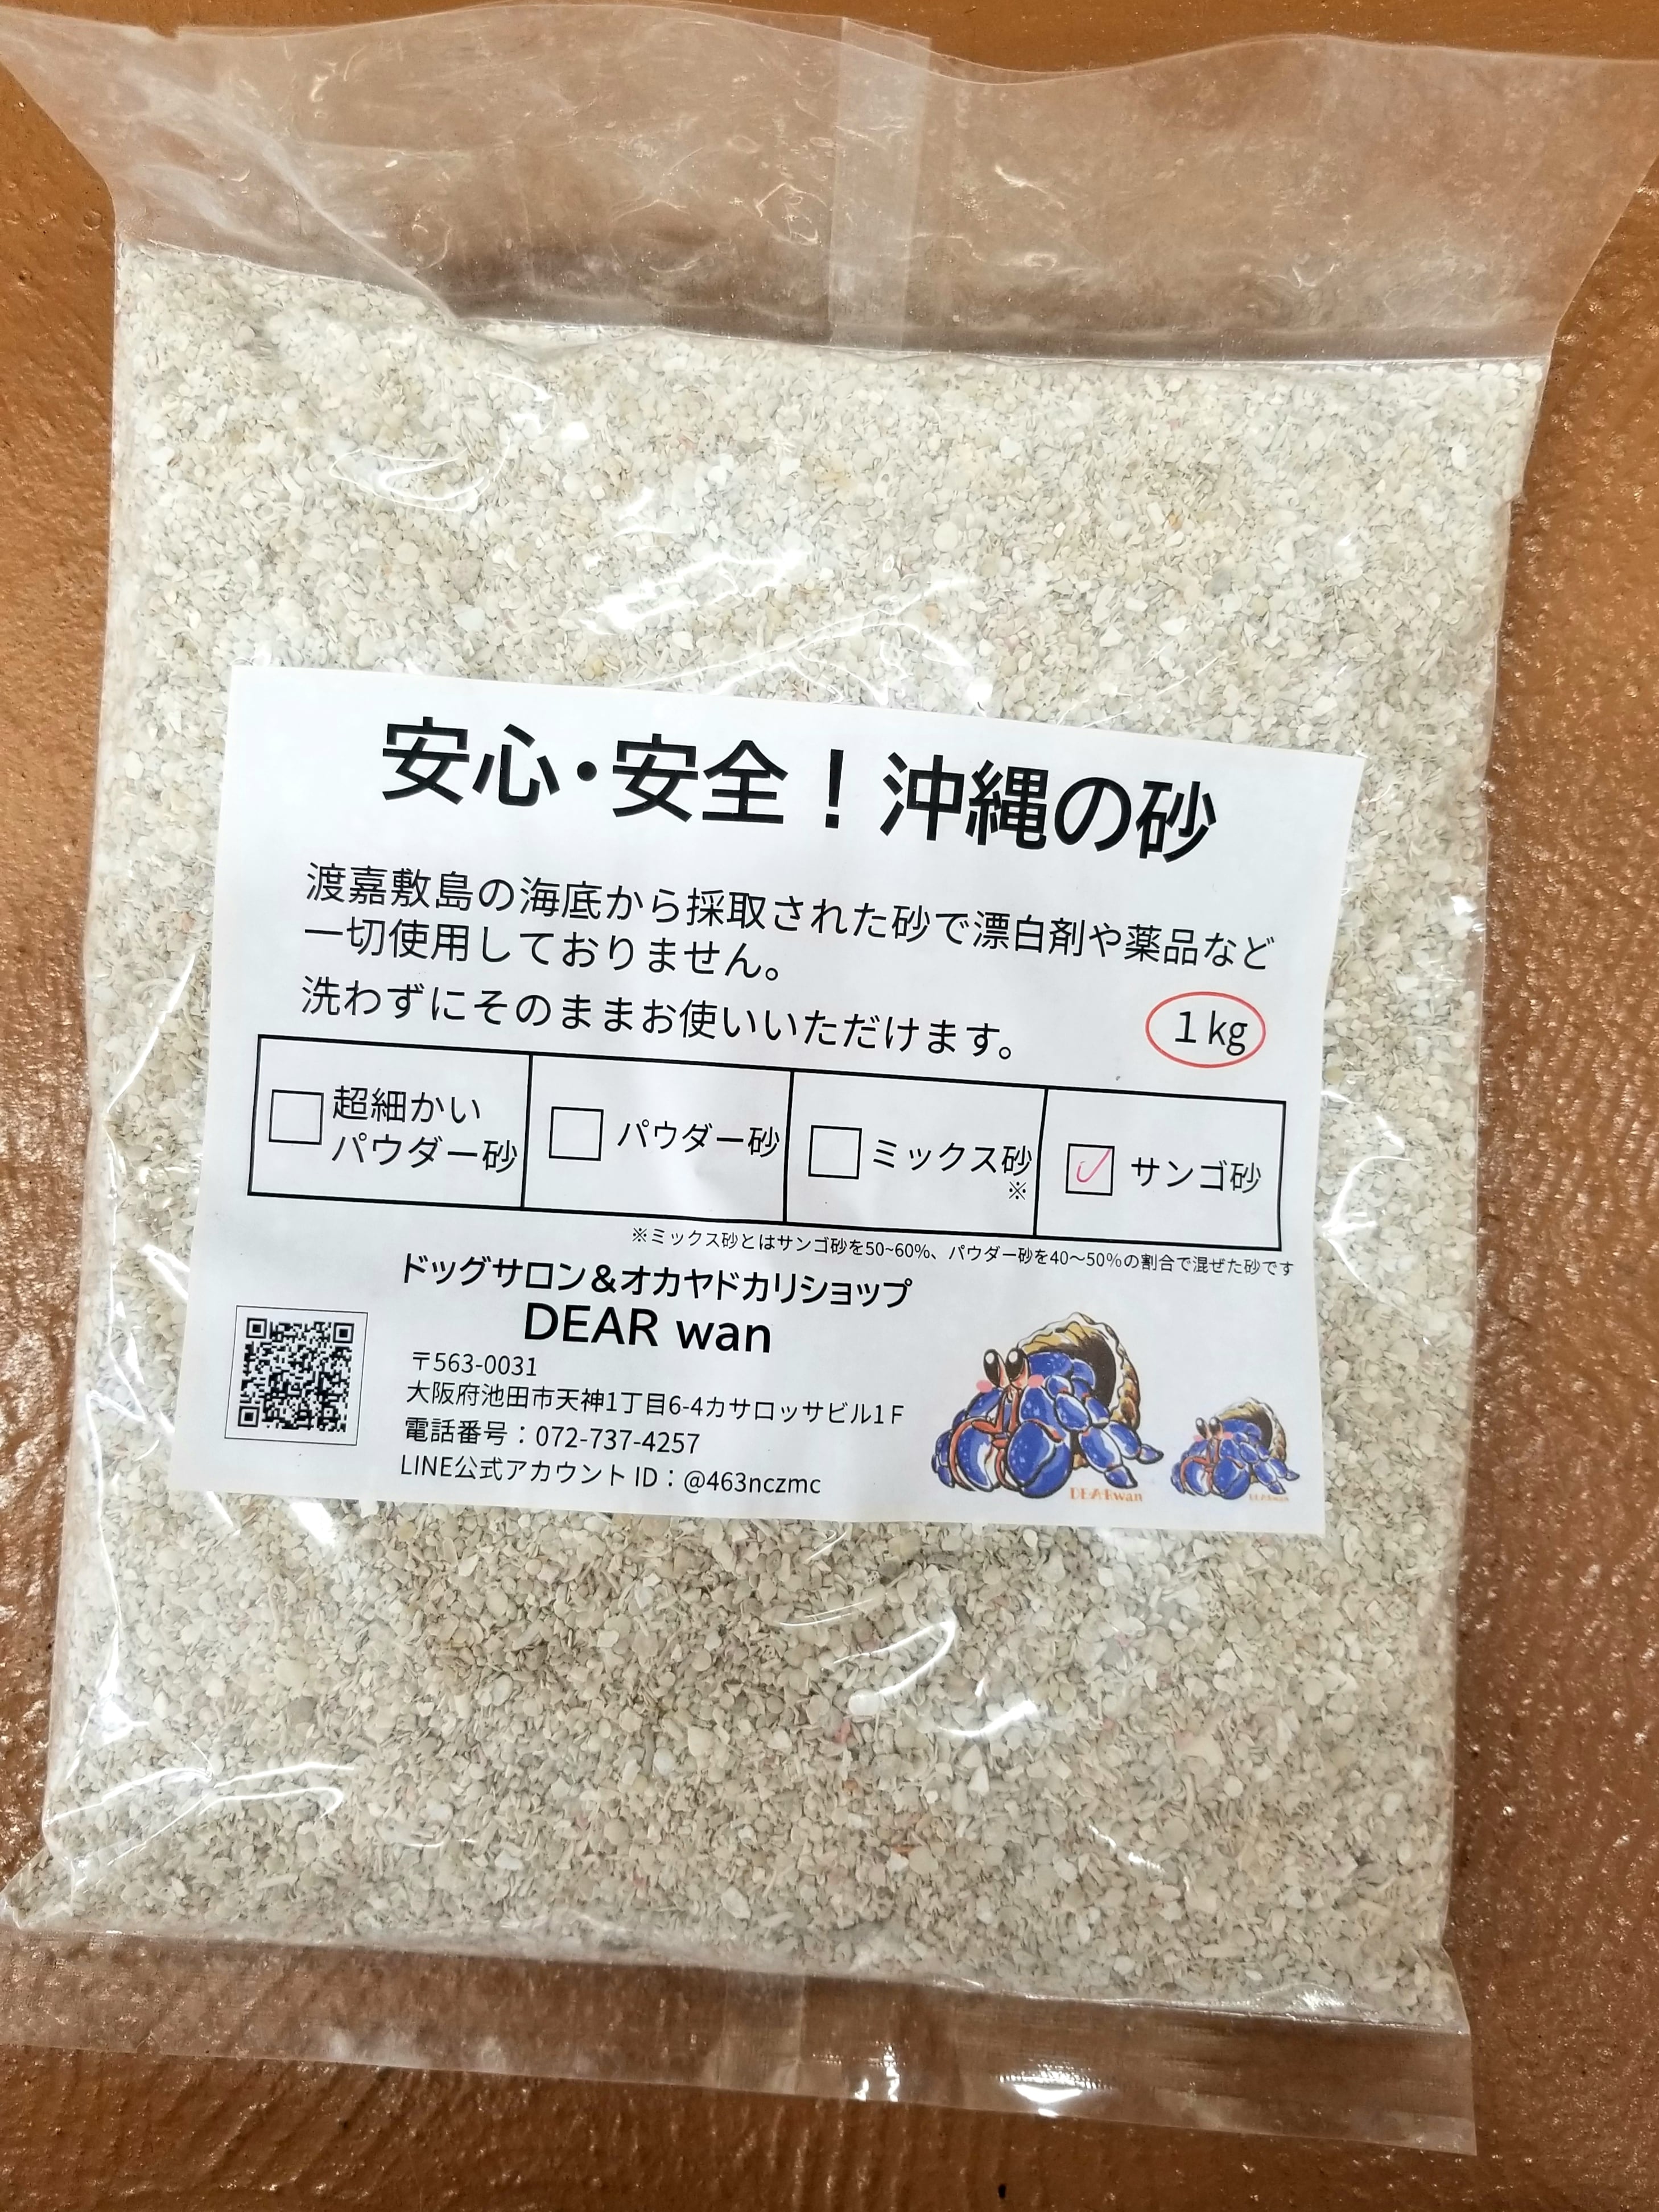 安心・安全！沖縄の砂
渡嘉敷島の海底から採取された砂で漂白剤や薬品など
一切使用しておりません。
洗わずにそのままお使いいただけます。
1kg
超細かい
パウダー砂
パウダー砂
ミックス砂
※
サンゴ砂
※ミックス砂とはサンゴ砂を50~60%、パウダー砂を40～50%の割合で混ぜた砂です
ドッグサロン＆オカヤドカリショップ
DEAR wan
〒563-0031
大阪府池田市天神1丁目6-4カサロッサビル1F
電話番号：072-737-4257
LINE公式アカウント ID：@463nczmc
DEARwan
DEARwan